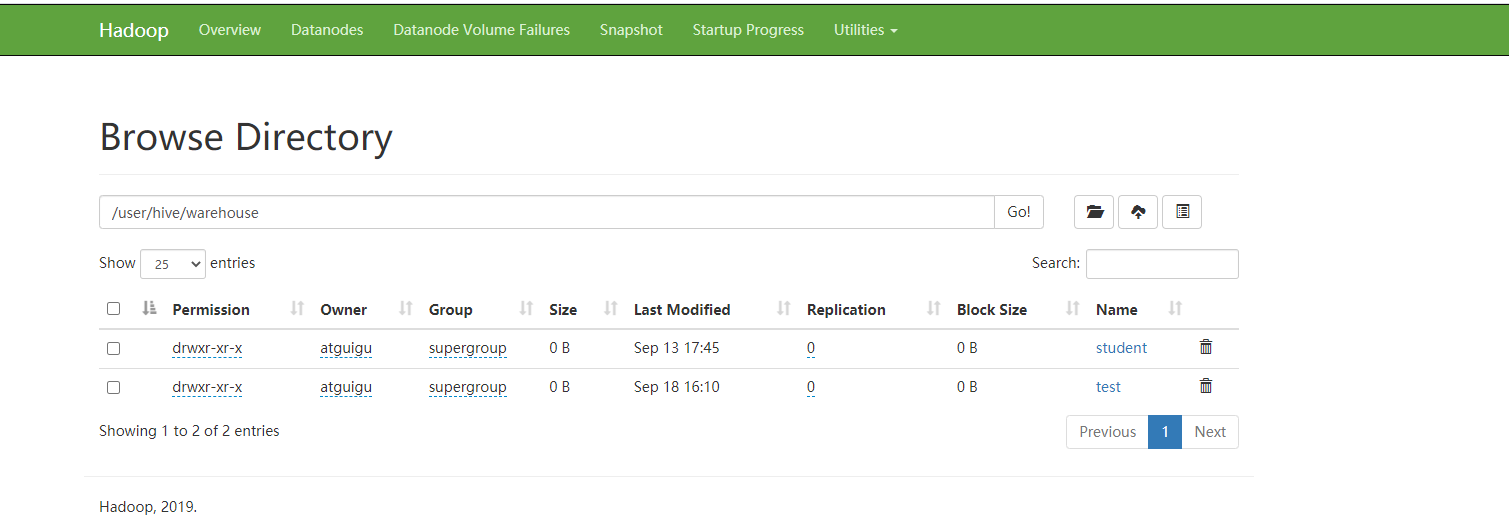 Hadoop Overview Datanodes Datanode Volume Failures Snapshot Startup Progress Utilities
Browse Directory
/user/hive/warehouse Go!
Show 25 entries Search:
Permission Owner Group Size Last Modified Replication Block Size Name
drwxr-xr-x atguigu supergroup 0 B Sep 13 17:45 0 0 B student
drwxr-xr-x atguigu supergroup 0 B Sep 18 16:10 0 0 B test
Showing 1 to 2 of 2 entries Previous 1 Next
Hadoop, 2019.